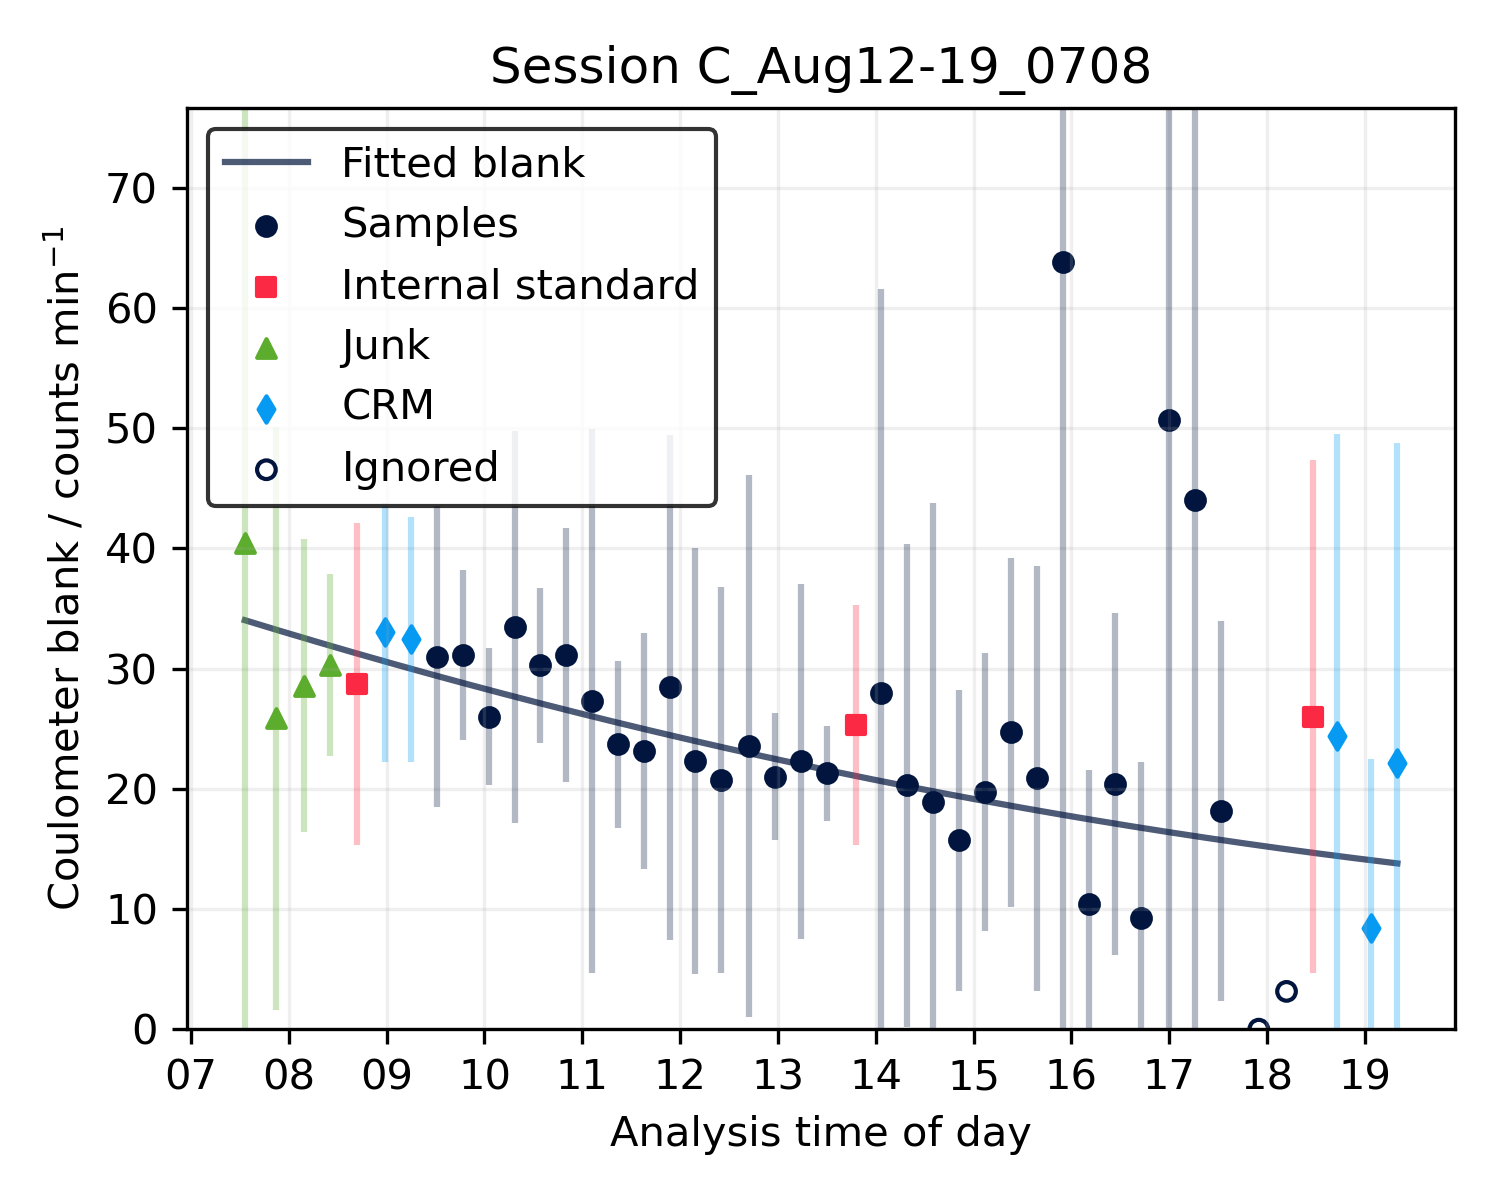 Session C_Aug12-19_0708
Coulometer blank / counts min⁻¹
70
60
50
40
30
20
10
0
Fitted blank
Samples
Internal standard
Junk
CRM
Ignored
07 08 09 10 11 12 13 14 15 16 17 18 19
Analysis time of day